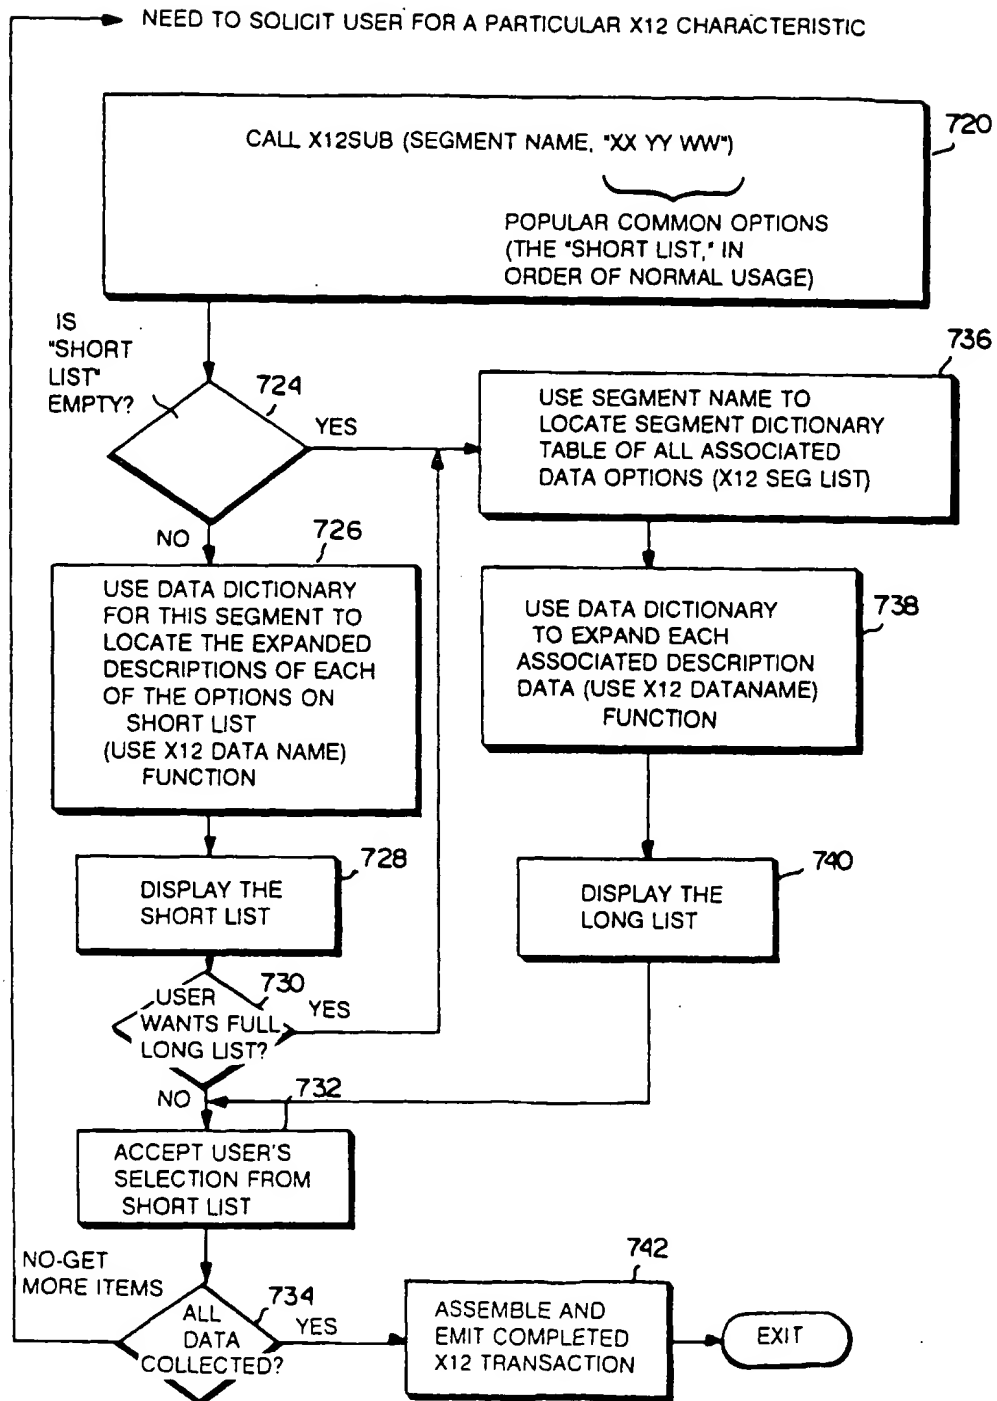 NEED TO SOLICIT USER FOR A PARTICULAR X12 CHARACTERISTIC
CALL X12SUB (SEGMENT NAME, "XX YY WW")
720
POPULAR COMMON OPTIONS
(THE "SHORT LIST," IN
ORDER OF NORMAL USAGE)
IS
"SHORT
LIST"
EMPTY?
724
YES
NO
736
USE SEGMENT NAME TO
LOCATE SEGMENT DICTIONARY
TABLE OF ALL ASSOCIATED
DATA OPTIONS (X12 SEG LIST)
726
USE DATA DICTIONARY
FOR THIS SEGMENT TO
LOCATE THE EXPANDED
DESCRIPTIONS OF EACH
OF THE OPTIONS ON
SHORT LIST
(USE X12 DATA NAME)
FUNCTION
738
USE DATA DICTIONARY
TO EXPAND EACH
ASSOCIATED DESCRIPTION
DATA (USE X12 DATANAME)
FUNCTION
728
DISPLAY THE
SHORT LIST
740
DISPLAY THE
LONG LIST
730
USER
WANTS FULL
LONG LIST?
YES
NO
732
ACCEPT USER'S
SELECTION FROM
SHORT LIST
NO-GET
MORE ITEMS
734
ALL
DATA
COLLECTED?
YES
742
ASSEMBLE AND
EMIT COMPLETED
X12 TRANSACTION
EXIT